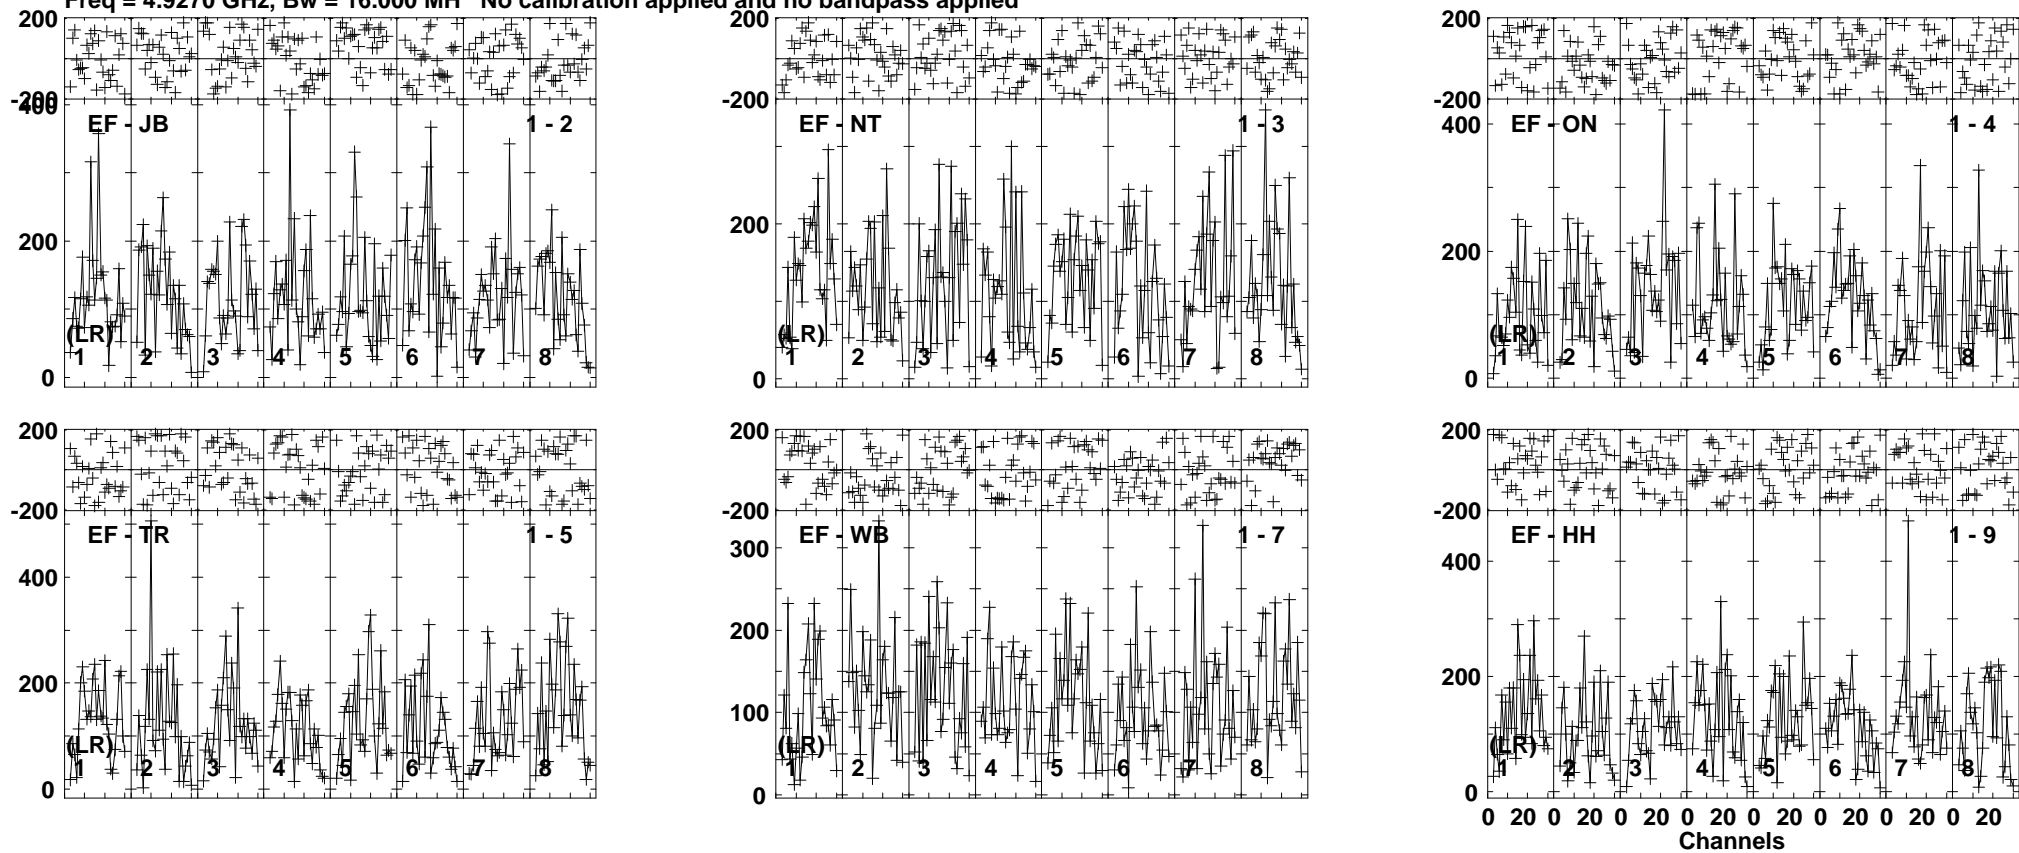 Freq = 4.9270 GHz, Bw = 16.000 MH No calibration applied and no bandpass applied
200 200 200
-200 -200 -200
400
EF - JB 1 - 2 EF - NT 1 - 3 400 EF - ON 1 - 4
200 200 200
(LR) (LR) (LR)
1 2 3 4 5 6 7 8 1 2 3 4 5 6 7 8 1 2 3 4 5 6 7 8
0 0 0
200 200 200
-200 -200 -200
EF - TR 1 - 5 EF - WB 1 - 7 EF - HH 1 - 9
400 300 400
200 200 200
100
(LR) (LR) (LR)
1 2 3 4 5 6 7 8 1 2 3 4 5 6 7 8 1 2 3 4 5 6 7 8
0 0 0
0 20 0 20 0 20 0 20 0 20 0 20 0 20 0 20
Channels